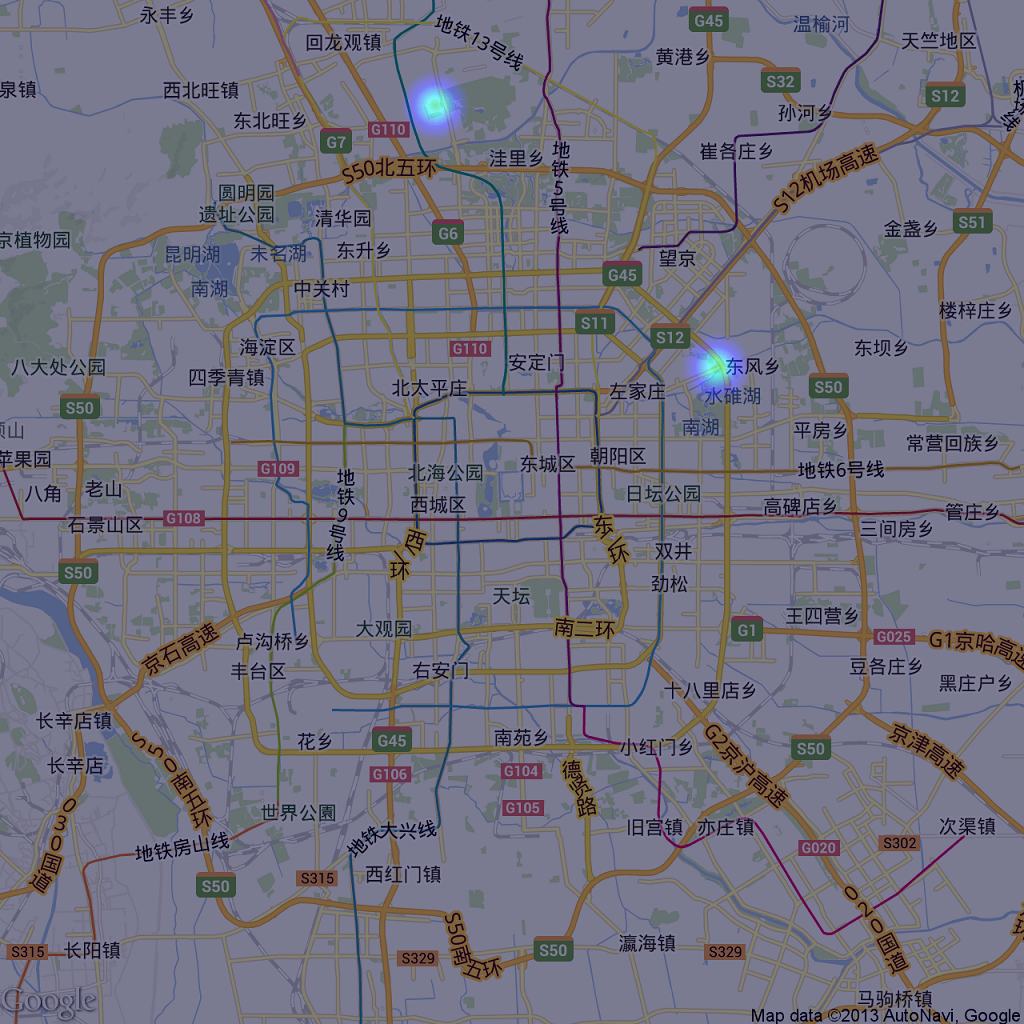 永丰乡
回龙观镇
地铁13号线
G45
温榆河
天竺地区
黄港乡
S32
S12
泉镇
西北旺镇
东北旺乡
G110
G7
孙河乡
机场线
洼里乡
地铁5号线
崔各庄乡
S50北五环
S12机场高速
圆明园
遗址公园
清华园
G6
S51
金盏乡
京植物园
昆明湖
未名湖
东升乡
望京
南湖
中关村
G45
楼梓庄乡
S11
S12
海淀区
G110
安定门
东坝乡
八大处公园
四季青镇
北太平庄
左家庄
东风乡
S50
水碓湖
S50
南湖
平房乡
顶山
苹果园
G109
地铁9号线
北海公园
东城区
朝阳区
地铁6号线
常营回族乡
八角
老山
西城区
日坛公园
高碑店乡
管庄乡
石景山区
G108
三间房乡
西二环
东二环
双井
S50
劲松
天坛
王四营乡
大观园
南二环
G1
G025
G1京哈高速
京石高速
卢沟桥乡
丰台区
右安门
豆各庄乡
黑庄户乡
十八里店乡
长辛店镇
花乡
G45
南苑乡
小红门乡
G2京沪高速
S50
京津高速
S50南五环
长辛店
G106
G104
德贤路
G105
030国道
世界公園
地铁房山线
地铁大兴线
旧宫镇
亦庄镇
次渠镇
G020
S302
S50
S315
西红门镇
020国道
S50南五环
S315
长阳镇
S329
S50
瀛海镇
S329
马驹桥镇
Google
Map data ©2013 AutoNavi, Google